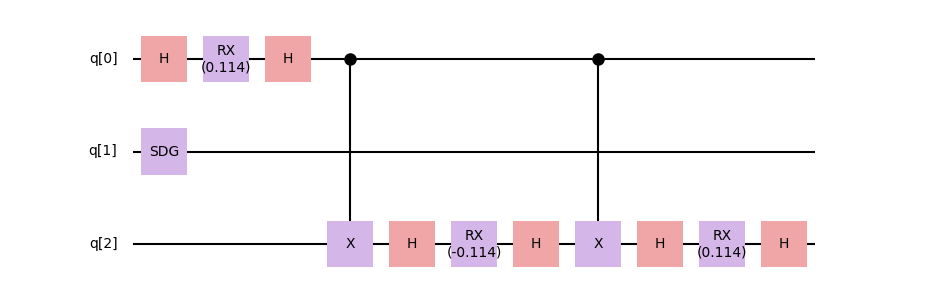 q[0] H RX (0.114) H
q[1] SDG
q[2] X H RX (-0.114) H X H RX (0.114) H